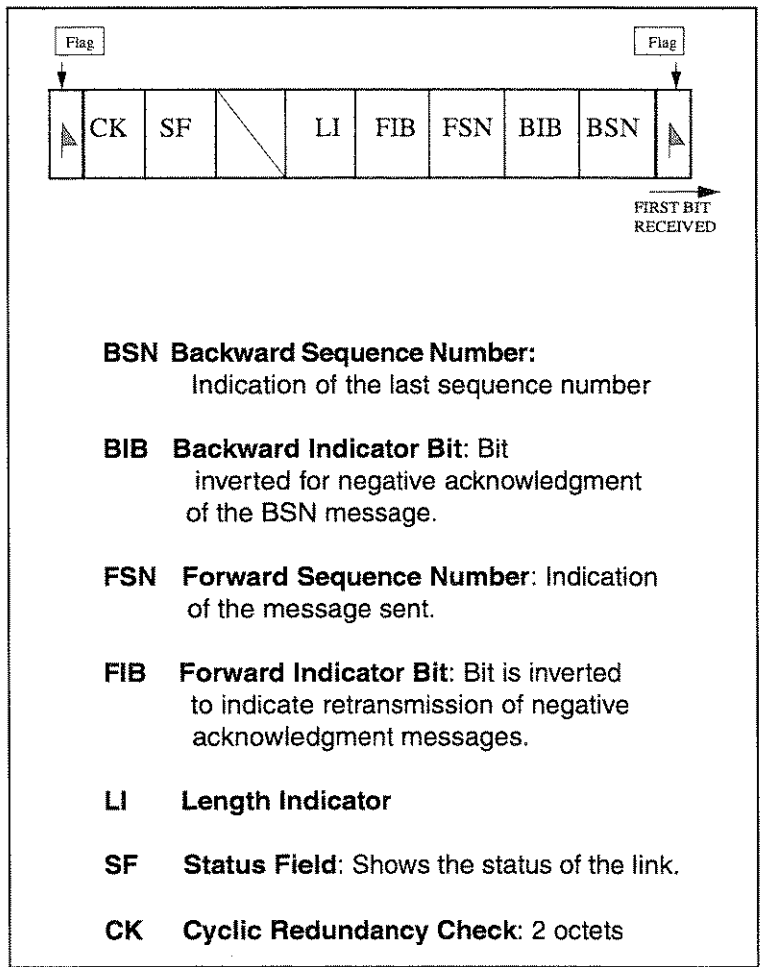 Flag
Flag
CK SF LI FIB FSN BIB BSN
FIRST BIT
RECEIVED
BSN Backward Sequence Number:
Indication of the last sequence number
BIB Backward Indicator Bit: Bit
inverted for negative acknowledgment
of the BSN message.
FSN Forward Sequence Number: Indication
of the message sent.
FIB Forward Indicator Bit: Bit is inverted
to indicate retransmission of negative
acknowledgment messages.
LI Length Indicator
SF Status Field: Shows the status of the link.
CK Cyclic Redundancy Check: 2 octets